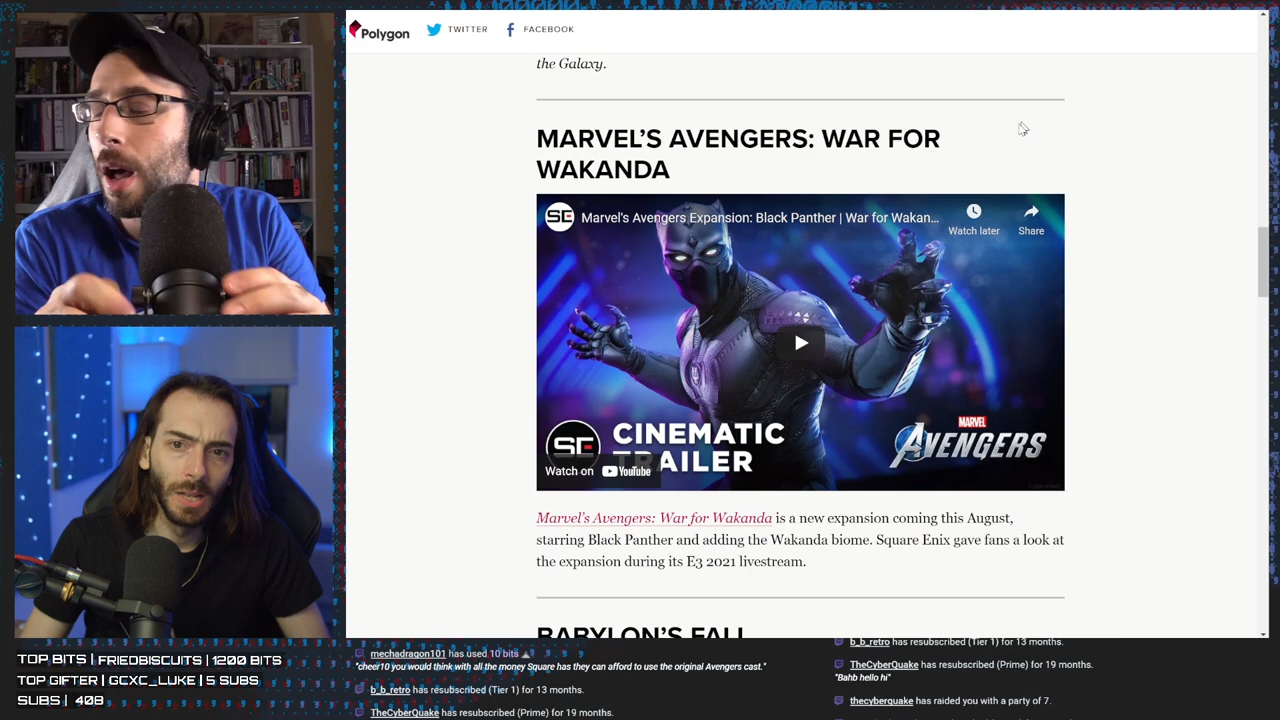 Polygon
TWITTER
FACEBOOK
the Galaxy.
MARVEL'S AVENGERS: WAR FOR
WAKANDA
SE
Marvel's Avengers Expansion: Black Panther | War for Wakan...
Watch later
Share
SE
CINEMATIC
TRAILER
Watch on YouTube
MARVEL
AVENGERS
Marvel's Avengers: War for Wakanda is a new expansion coming this August,
starring Black Panther and adding the Wakanda biome. Square Enix gave fans a look at
the expansion during its E3 2021 livestream.
BABYLON'S FALL
TOP BITS | FRIEDBISCUITS | 1200 BITS
TOP GIFTER | GCXC_LUKE | 5 SUBS
SUBS | 408
mechadragon101 has used 10 bits
"cheer10 you would think with all the money Square has they can afford to use the original Avengers cast."
b_b_retro has resubscribed (Tier 1) for 13 months.
TheCyberQuake has resubscribed (Prime) for 19 months.
b_b_retro has resubscribed (Tier 1) for 13 months.
TheCyberQuake has resubscribed (Prime) for 19 months.
"Bahb hello hi"
thecyberquake has raided you with a party of 7.